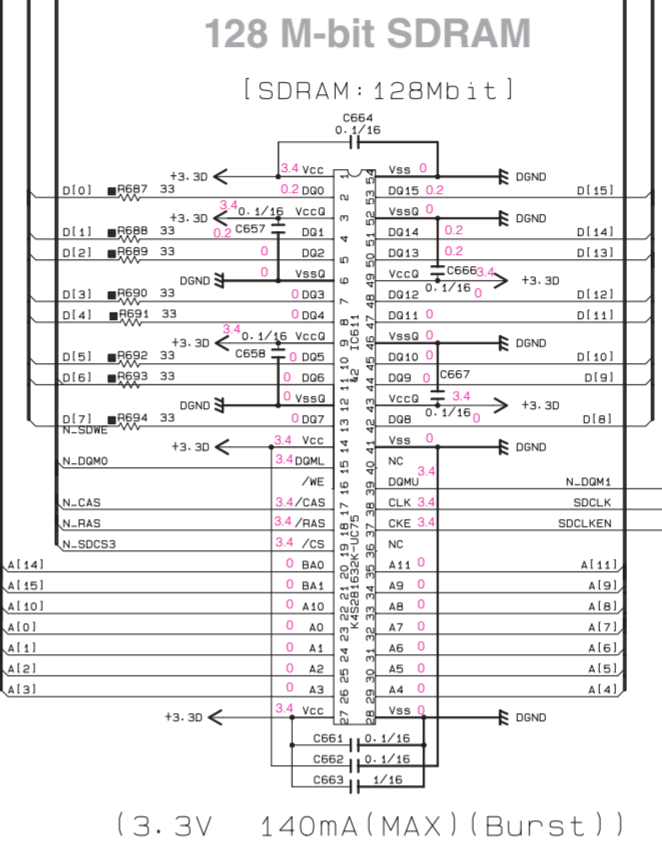 128 M-bit SDRAM
[SDRAM:128Mbit]
C664
0.1/16
+3.3D 3.4 Vcc 1 54 Vss 0 DGND
D[0] R687 33 0.2 DQ0 2 53 DQ15 0.2 D[15]
+3.3D 3.4 0.1/16 VccQ 3 52 VssQ 0 DGND
D[1] R688 33 0.2 C657 DQ1 4 51 DQ14 0.2 D[14]
D[2] R689 33 0 DQ2 5 50 DQ13 0.2 D[13]
DGND 0 VssQ 6 49 VccQ C666 3.4 0.1/16 +3.3D
D[3] R690 33 0 DQ3 7 48 DQ12 0 D[12]
D[4] R691 33 0 DQ4 8 47 DQ11 0 D[11]
+3.3D 3.4 0.1/16 VccQ 9 46 VssQ 0 DGND
D[5] R692 33 C658 0 DQ5 10 45 DQ10 0 D[10]
D[6] R693 33 0 DQ6 11 44 DQ9 0 C667 D[9]
DGND 0 VssQ 12 43 VccQ 3.4 0.1/16 +3.3D
D[7] R694 33 0 DQ7 13 42 DQ8 0 D[8]
N_SDWE
+3.3D 3.4 Vcc 14 41 Vss 0 DGND
N_DQM0 3.4 DQML 15 40 NC
/WE 16 39 DQMU 3.4 N_DQM1
N_CAS 3.4 /CAS 17 38 CLK 3.4 SDCLK
N_RAS 3.4 /RAS 18 37 CKE 3.4 SDCLKEN
N_SDCS3 3.4 /CS 19 36 NC
A[14] 0 BA0 20 35 A11 0 A[11]
A[15] 0 BA1 21 34 A9 0 A[9]
A[10] 0 A10 22 33 A8 0 A[8]
A[0] 0 A0 23 32 A7 0 A[7]
A[1] 0 A1 24 31 A6 0 A[6]
A[2] 0 A2 25 30 A5 0 A[5]
A[3] 0 A3 26 29 A4 0 A[4]
+3.3D 3.4 Vcc 27 28 Vss 0 DGND
IC611
&2
K4S281632K-UC75
C661 0.1/16
C662 0.1/16
C663 1/16
(3.3V 140mA(MAX)(Burst))